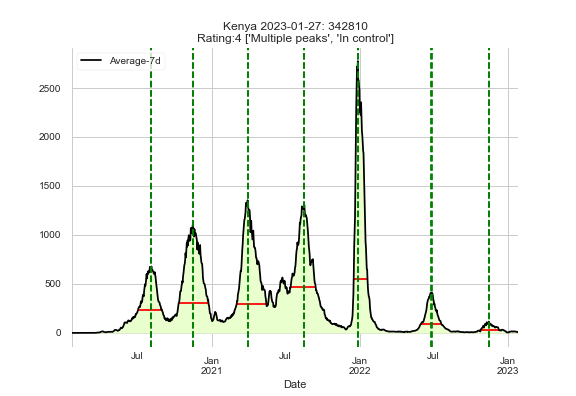 Kenya 2023-01-27: 342810
Rating:4 ['Multiple peaks', 'In control']
Average-7d
2500
2000
1500
1000
500
0
Jul
Jan
2021
Jul
Jan
2022
Jul
Jan
2023
Date